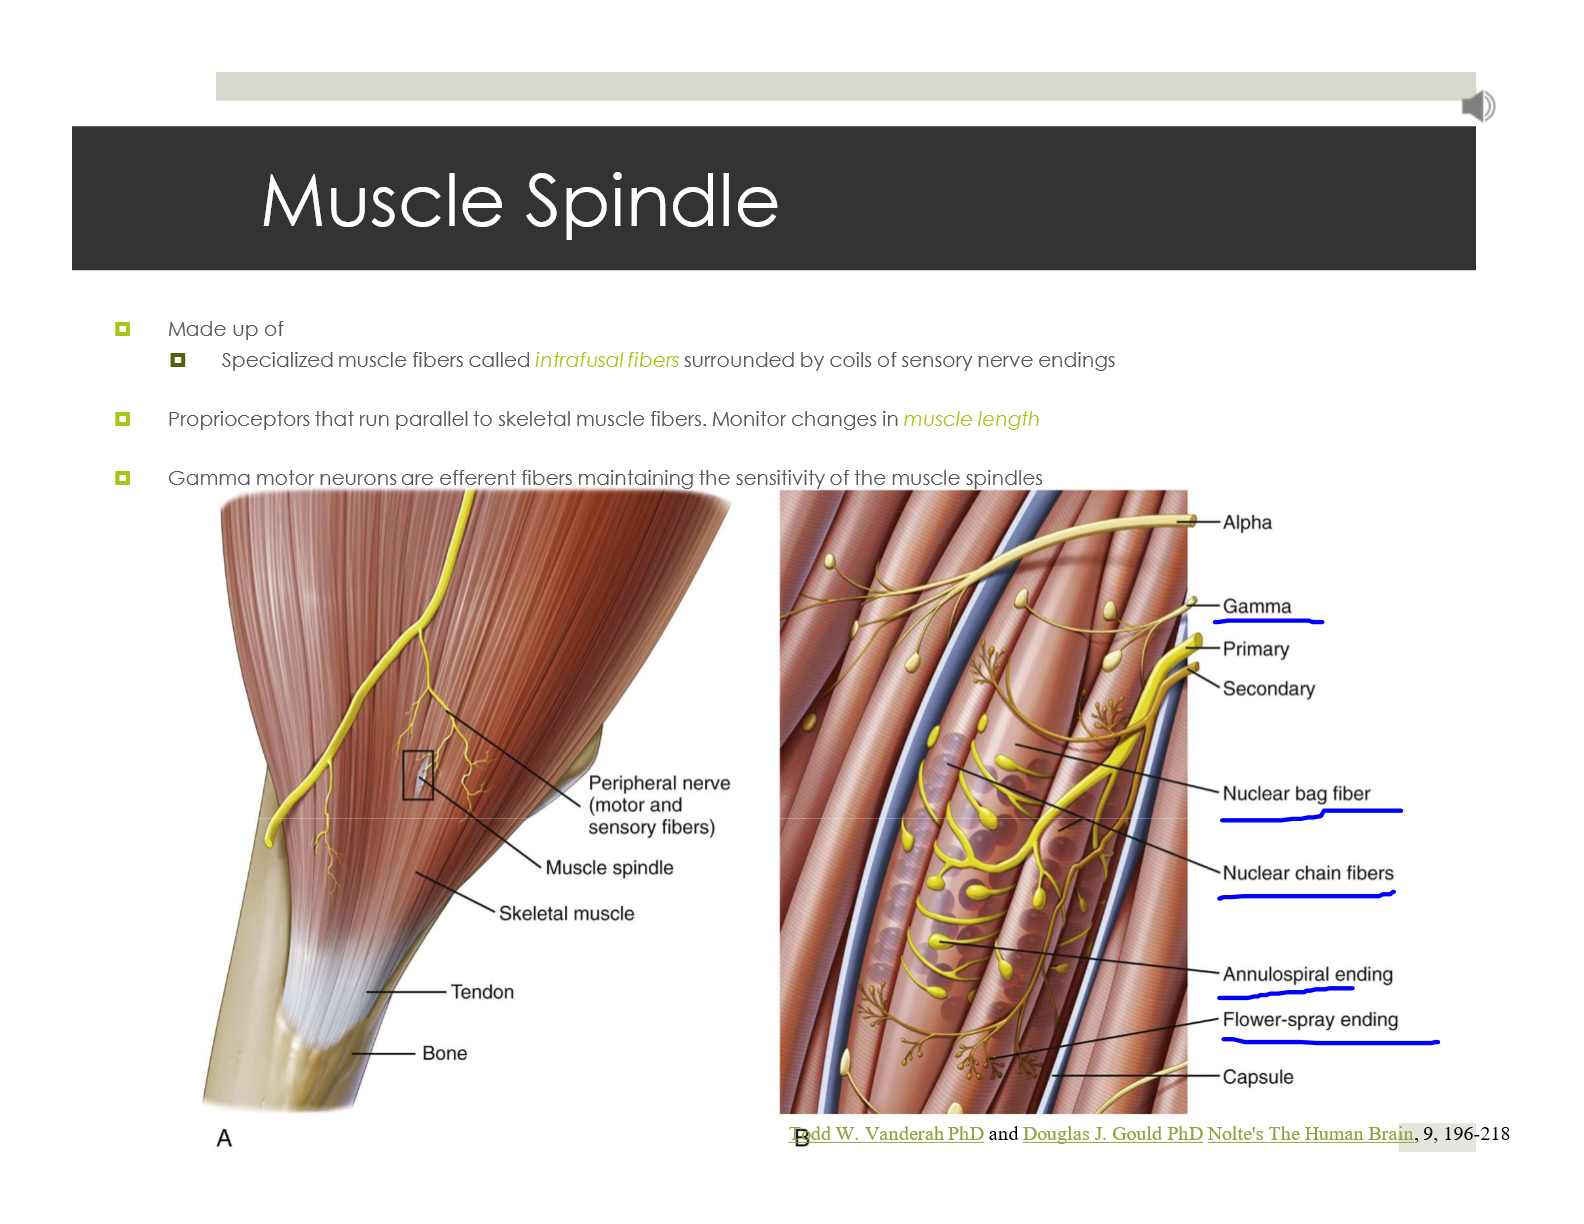 Muscle Spindle
Made up of
Specialized muscle fibers called intrafusal fibers surrounded by coils of sensory nerve endings
Proprioceptors that run parallel to skeletal muscle fibers. Monitor changes in muscle length
Gamma motor neurons are efferent fibers maintaining the sensitivity of the muscle spindles
Peripheral nerve
(motor and
sensory fibers)
Muscle spindle
Skeletal muscle
Tendon
Bone
A
Alpha
Gamma
Primary
Secondary
Nuclear bag fiber
Nuclear chain fibers
Annulospiral ending
Flower-spray ending
Capsule
B
Todd W. Vanderah PhD and Douglas J. Gould PhD Nolte's The Human Brain, 9, 196-218